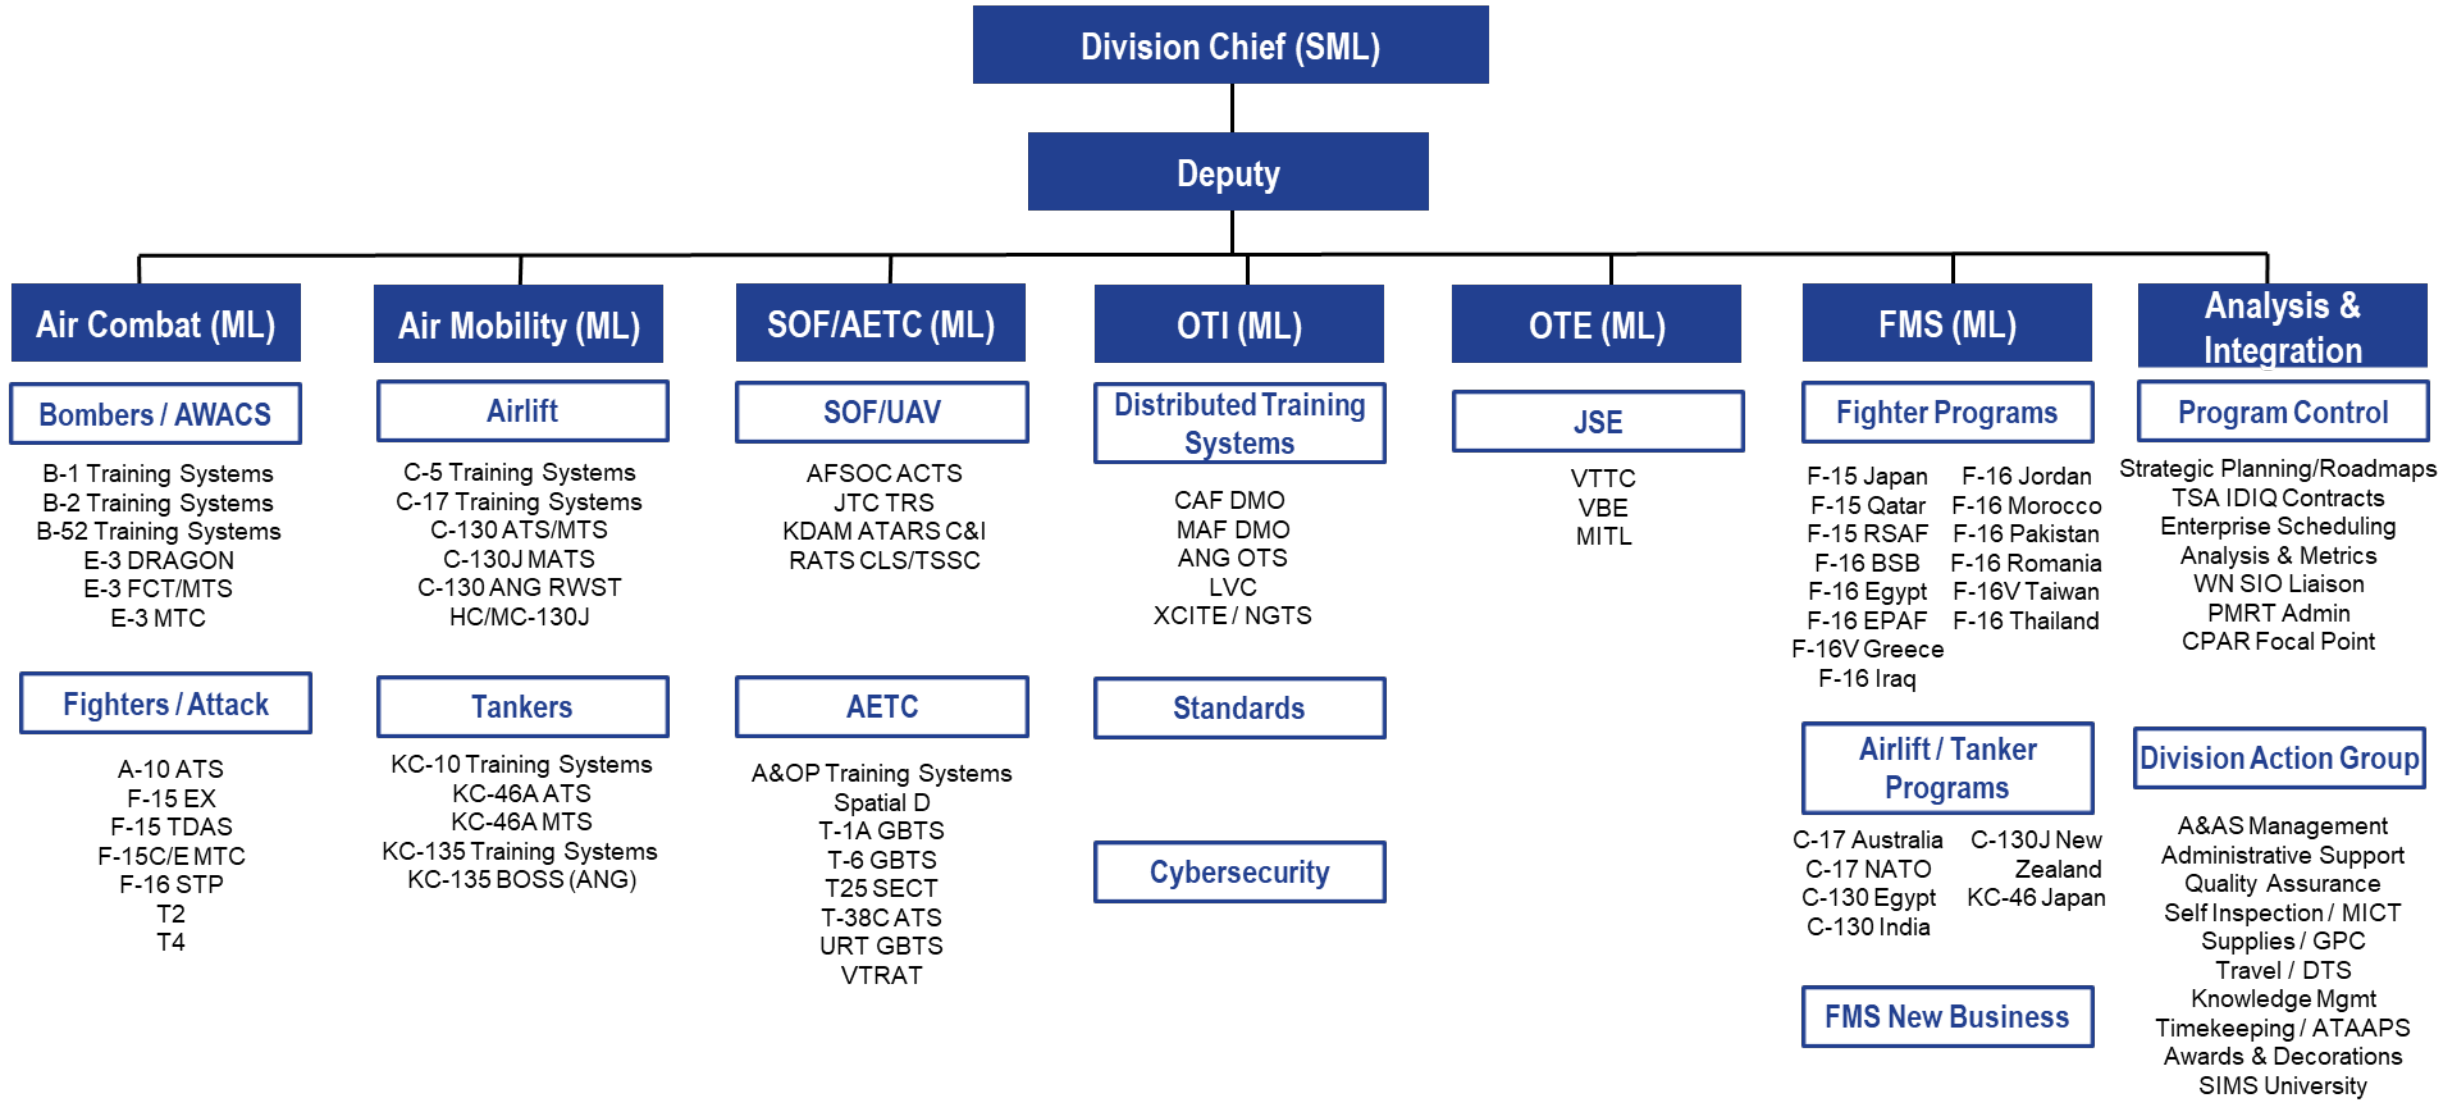 Division Chief (SML)
Deputy
Air Combat (ML)
Bombers / AWACS
B-1 Training Systems
B-2 Training Systems
B-52 Training Systems
E-3 DRAGON
E-3 FCT/MTS
E-3 MTC
Fighters / Attack
A-10 ATS
F-15 EX
F-15 TDAS
F-15C/E MTC
F-16 STP
T2
T4
Air Mobility (ML)
Airlift
C-5 Training Systems
C-17 Training Systems
C-130 ATS/MTS
C-130J MATS
C-130 ANG RWST
HC/MC-130J
Tankers
KC-10 Training Systems
KC-46A ATS
KC-46A MTS
KC-135 Training Systems
KC-135 BOSS (ANG)
SOF/AETC (ML)
SOF/UAV
AFSOC ACTS
JTC TRS
KDAM ATARS C&I
RATS CLS/TSSC
AETC
A&OP Training Systems
Spatial D
T-1A GBTS
T-6 GBTS
T25 SECT
T-38C ATS
URT GBTS
VTRAT
OTI (ML)
Distributed Training
Systems
CAF DMO
MAF DMO
ANG OTS
LVC
XCITE / NGTS
Standards
Cybersecurity
OTE (ML)
JSE
VTTC
VBE
MITL
FMS (ML)
Fighter Programs
F-15 Japan
F-15 Qatar
F-15 RSAF
F-16 BSB
F-16 Egypt
F-16 EPAF
F-16V Greece
F-16 Iraq
F-16 Jordan
F-16 Morocco
F-16 Pakistan
F-16 Romania
F-16V Taiwan
F-16 Thailand
Airlift / Tanker
Programs
C-17 Australia
C-17 NATO
C-130 Egypt
C-130 India
C-130J New
Zealand
KC-46 Japan
FMS New Business
Analysis &
Integration
Program Control
Strategic Planning/Roadmaps
TSA IDIQ Contracts
Enterprise Scheduling
Analysis & Metrics
WN SIO Liaison
PMRT Admin
CPAR Focal Point
Division Action Group
A&AS Management
Administrative Support
Quality Assurance
Self Inspection / MICT
Supplies / GPC
Travel / DTS
Knowledge Mgmt
Timekeeping / ATAAPS
Awards & Decorations
SIMS University